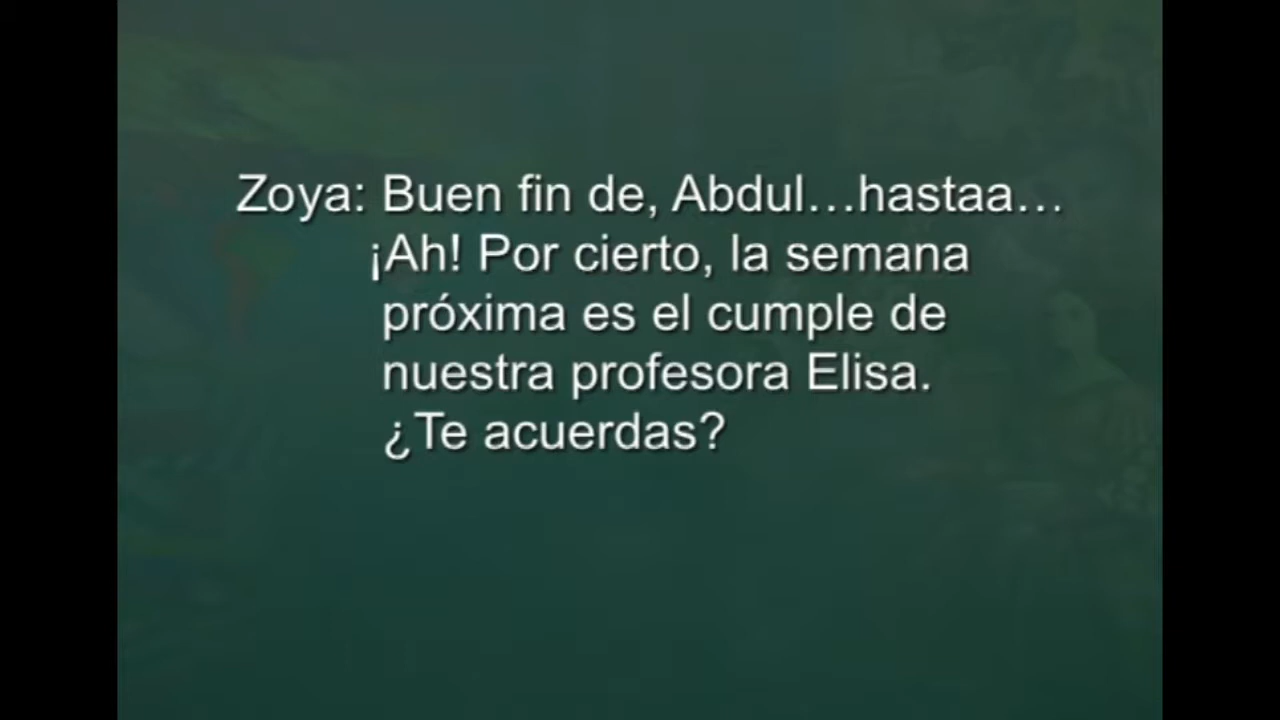 Zoya: Buen fin de, Abdul…hastaa…
¡Ah! Por cierto, la semana
próxima es el cumple de
nuestra profesora Elisa.
¿Te acuerdas?